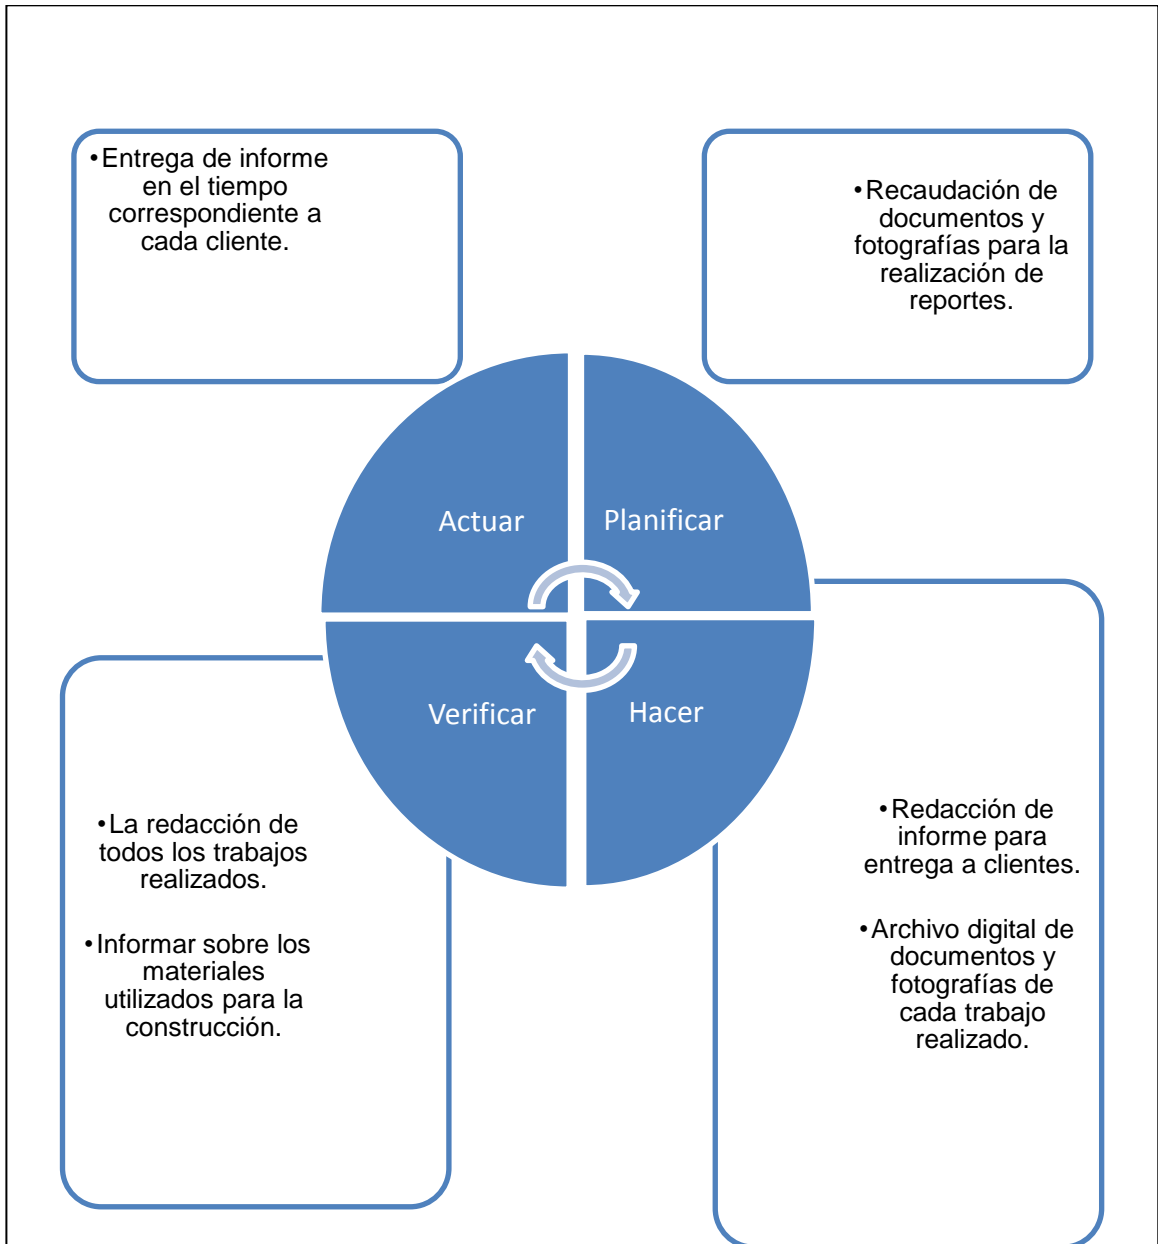 •Entrega de informe
en el tiempo
correspondiente a
cada cliente.
•Recaudación de
documentos y
fotografías para la
realización de
reportes.
Actuar
Planificar
Verificar
Hacer
•La redacción de
todos los trabajos
realizados.
•Informar sobre los
materiales
utilizados para la
construcción.
•Redacción de
informe para
entrega a clientes.
•Archivo digital de
documentos y
fotografías de
cada trabajo
realizado.